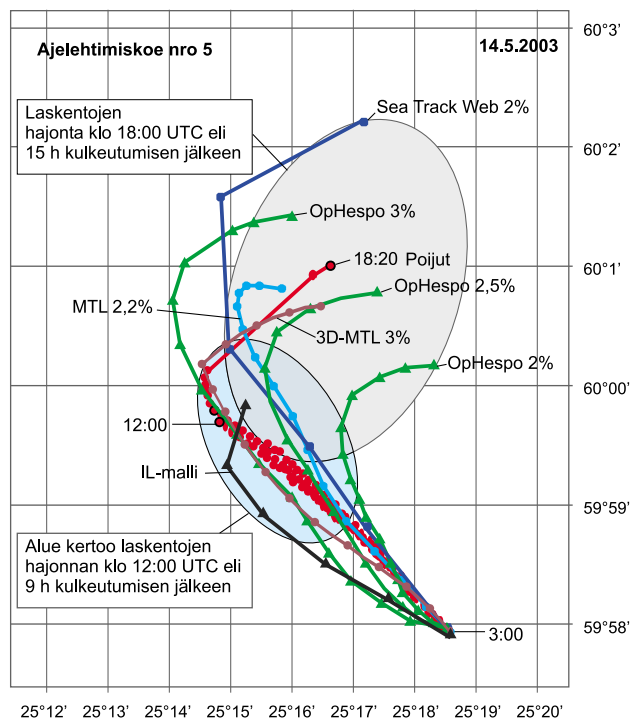 Ajelehtimiskoe nro 5
14.5.2003
60°3'
Laskentojen
hajonta klo 18:00 UTC eli
15 h kulkeutumisen jälkeen
Sea Track Web 2%
60°2'
OpHespo 3%
18:20 Poijut
60°1'
MTL 2,2%
OpHespo 2,5%
3D-MTL 3%
OpHespo 2%
60°00'
12:00
IL-malli
59°59'
Alue kertoo laskentojen
hajonnan klo 12:00 UTC eli
9 h kulkeutumisen jälkeen
3:00
59°58'
25°12' 25°13' 25°14' 25°15' 25°16' 25°17' 25°18' 25°19' 25°20'